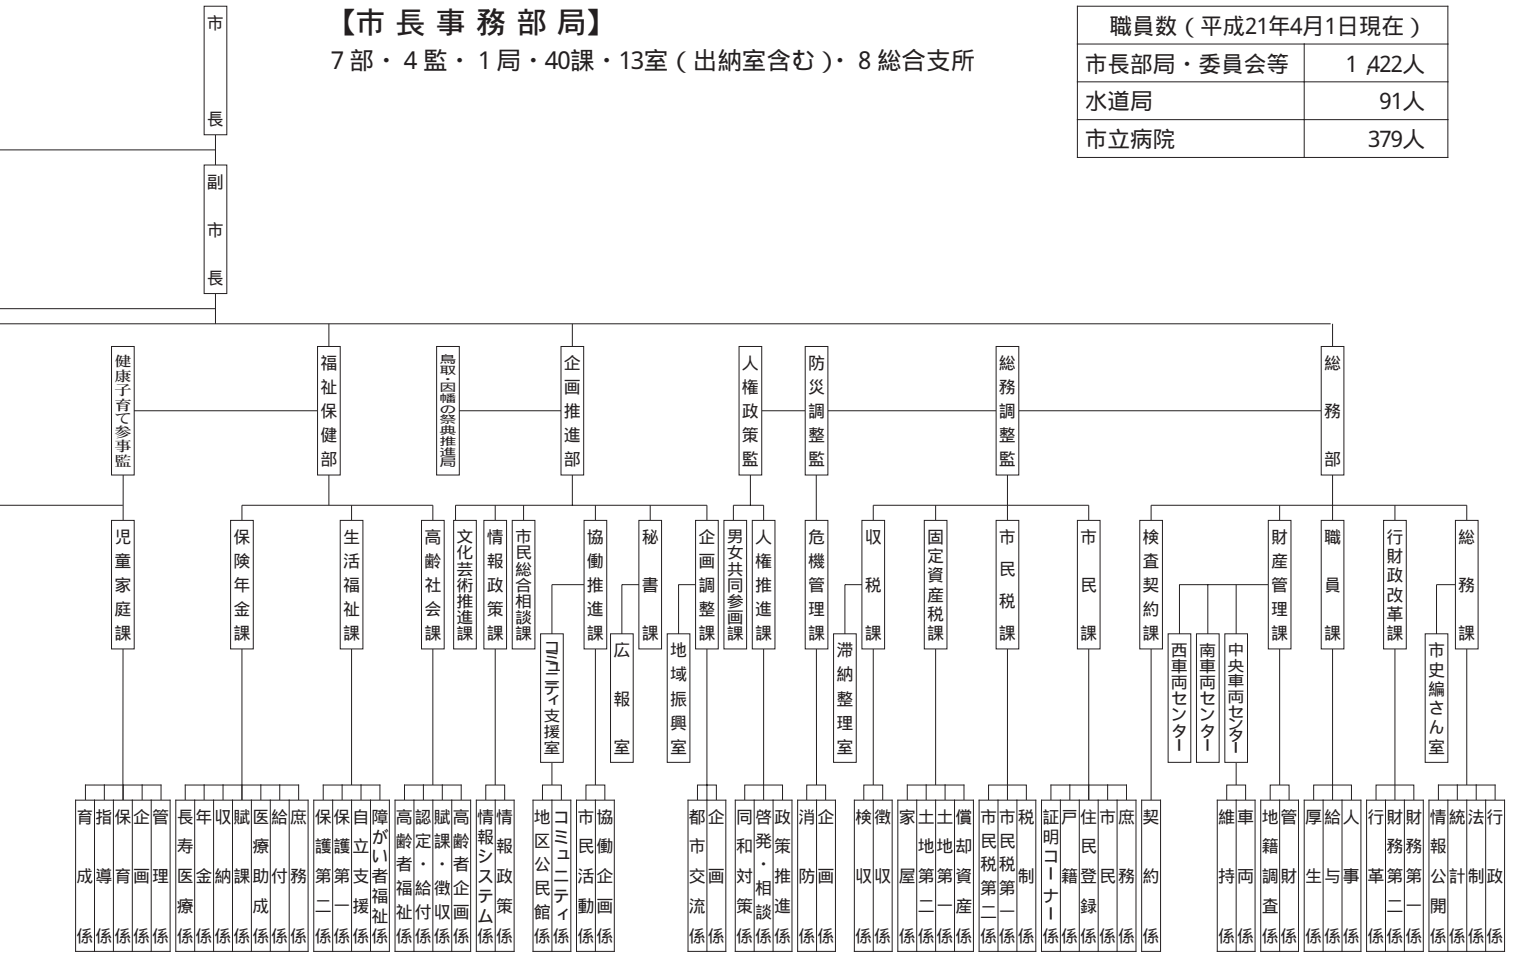 【市長事務部局】
7部・4監・1局・40課・13室(出納室含む)・8総合支所
職員数(平成21年4月1日現在)
市長部局・委員会等 1,422人
水道局 91人
市立病院 379人
市長
副市長
総務部
総務調整監
防災調整監
人権政策監
企画推進部
鳥取・因幡の祭典推進局
福祉保健部
健康子育て参事監
総務課
行財政改革課
職員課
財産管理課
検査契約課
市民課
市民税課
固定資産税課
収税課
危機管理課
人権推進課
男女共同参画課
企画調整課
秘書課
協働推進課
市民総合相談課
情報政策課
文化芸術推進課
高齢社会課
生活福祉課
保険年金課
児童家庭課
市史編さん室
中央車両センター
南車両センター
西車両センター
滞納整理室
地域振興室
広報室
コミュニティ支援室
行政係
法制係
統計係
情報公開係
財務第一係
財務第二係
行革係
人事係
給与係
厚生係
管財係
地籍調査係
車両係
維持係
契約係
庶務係
市民係
住民登録係
戸籍係
証明コーナー係
税制係
市民税第一係
市民税第二係
償却資産係
土地第一係
土地第二係
家屋係
徴収係
検収係
企画係
消防係
政策推進係
啓発・相談係
同和対策係
企画係
都市交流係
協働企画係
市民活動係
コミュニティ係
地区公民館係
情報政策係
情報システム係
高齢者企画係
賦課・徴収係
認定・給付係
高齢者福祉係
障がい者福祉係
自立支援係
保護第一係
保護第二係
庶務係
給付係
医療助成係
賦課係
収納係
年金係
長寿医療係
管理係
企画係
保育係
指導係
育成係